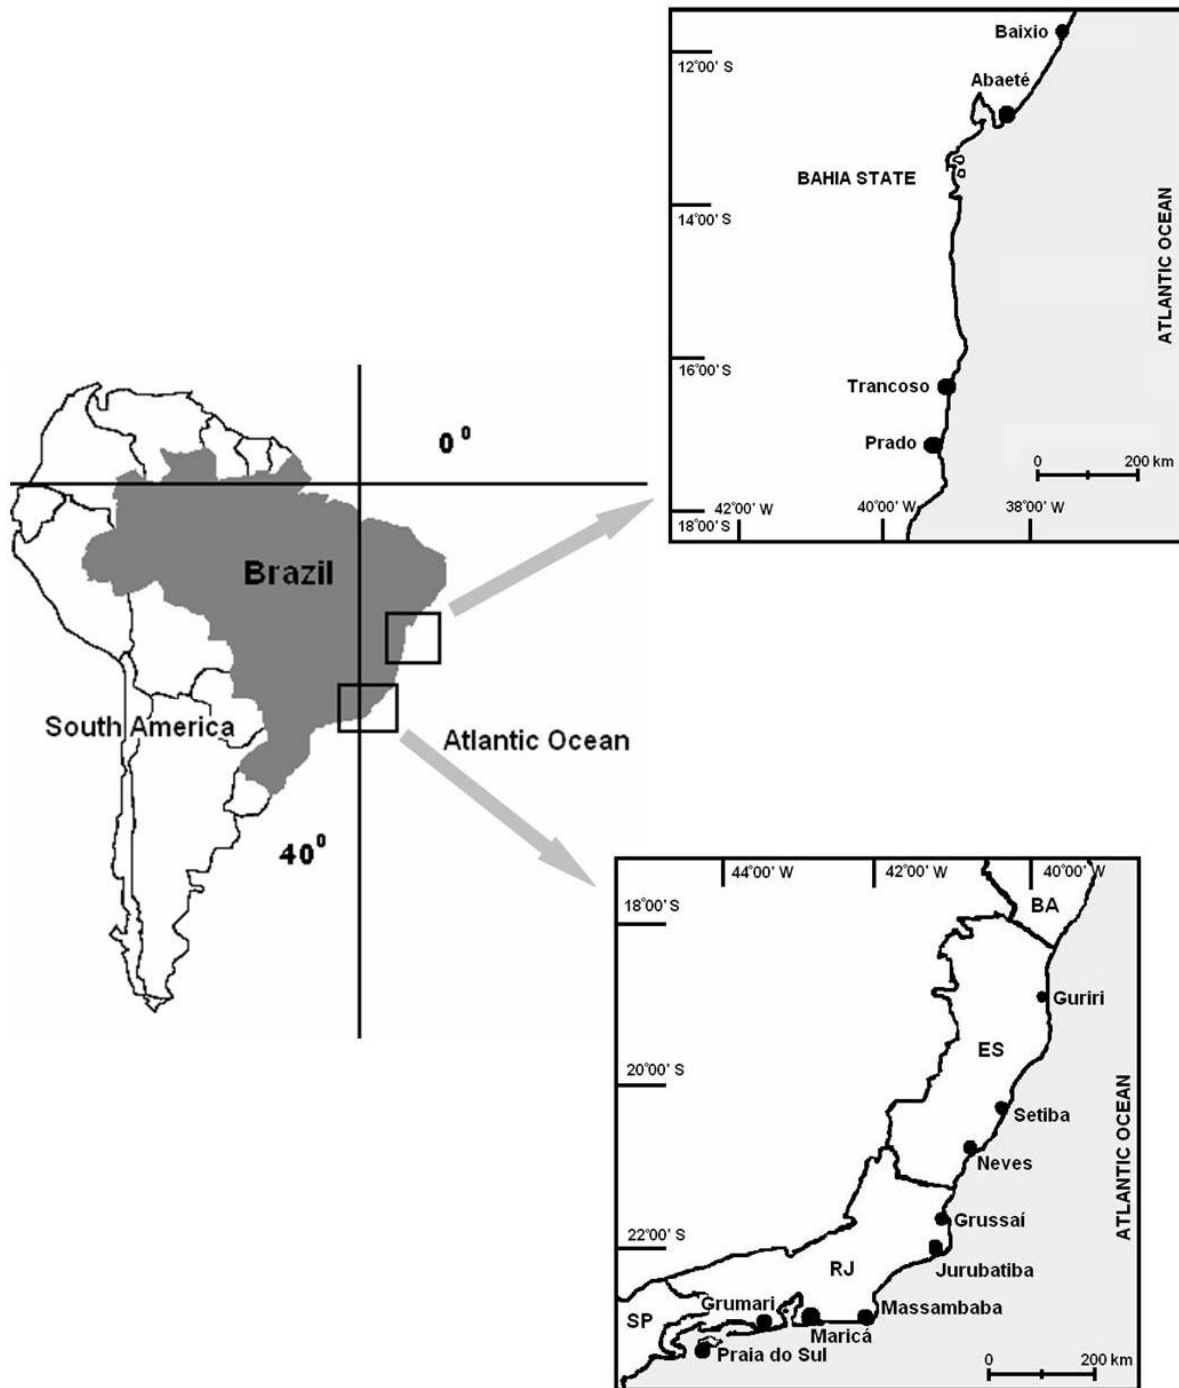 Baixio
12°00' S
Abaeté
BAHIA STATE
14°00' S
ATLANTIC OCEAN
16°00' S
Trancoso
Prado
0 200 km
42°00' W
40°00' W
38°00' W
18°00' S
0⁰
Brazil
South America
Atlantic Ocean
40⁰
44°00' W
42°00' W
40°00' W
18°00' S
BA
Guriri
ES
20°00' S
Setiba
ATLANTIC OCEAN
Neves
Grussaí
22°00' S
RJ
Jurubatiba
Grumari
Massambaba
SP
Maricá
Praia do Sul
0 200 km